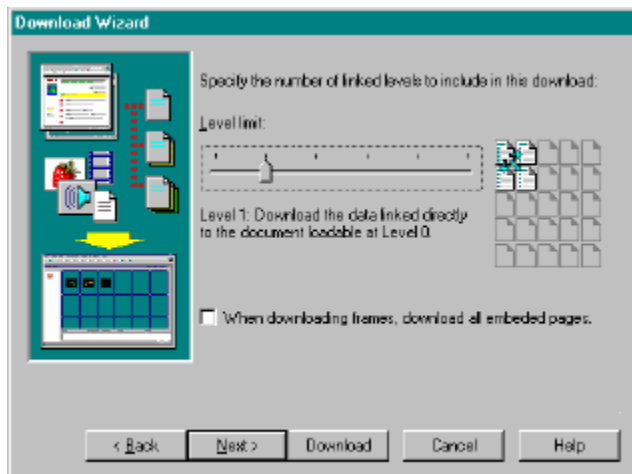 Download Wizard
Specify the number of linked levels to include in this download:
Level limit:
Level 1: Download the data linked directly
to the document loadable at Level 0.
When downloading frames, download all embeded pages.
< Back
Next >
Download
Cancel
Help